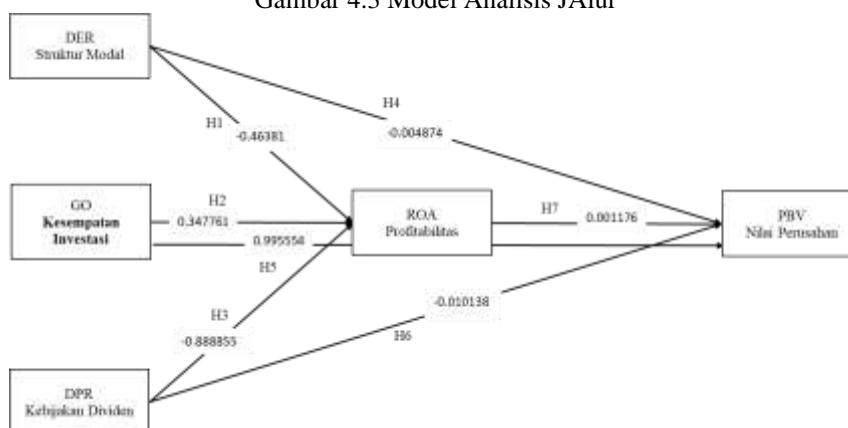 Gambar 4.3 Model Analisis JAlur
DER
Struktur Modal
H4
H1
-0.46381
-0.004874
GO
Kesempatan
Investasi
H2
0.347761
0.995554
ROA
Profitabilitas
H7
0.001176
PBV
Nilai Perusahan
H5
H3
-0.888855
-0.010138
H6
DPR
Kebijakan Dividen